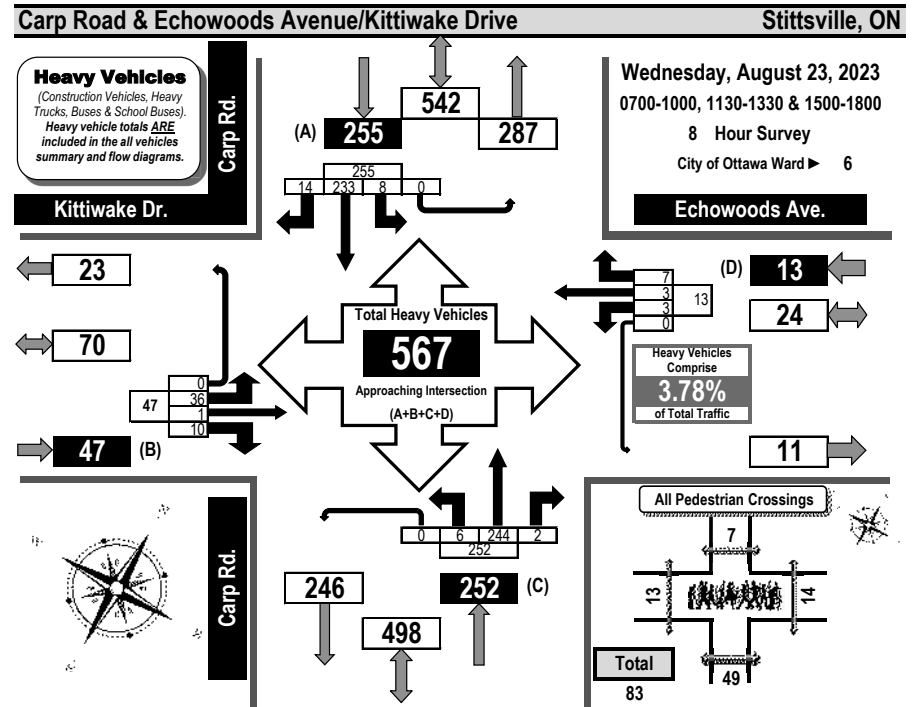 Carp Road & Echowoods Avenue/Kittiwake Drive
Stittsville, ON
Heavy Vehicles
(Construction Vehicles, Heavy
Trucks, Buses & School Buses).
Heavy vehicle totals ARE
included in the all vehicles
summary and flow diagrams.
Carp Rd.
Kittiwake Dr.
542
(A) 255
287
255
14 233 8 0
Wednesday, August 23, 2023
0700-1000, 1130-1330 & 1500-1800
8 Hour Survey
City of Ottawa Ward ► 6
Echowoods Ave.
23
70
47
0
36
1
10
47 (B)
Total Heavy Vehicles
567
Approaching Intersection
(A+B+C+D)
7
3
3
0
13
(D) 13
24
Heavy Vehicles
Comprise
3.78%
of Total Traffic
11
Carp Rd.
0 6 244 2
252
246
252 (C)
498
All Pedestrian Crossings
7
13
14
49
Total
83